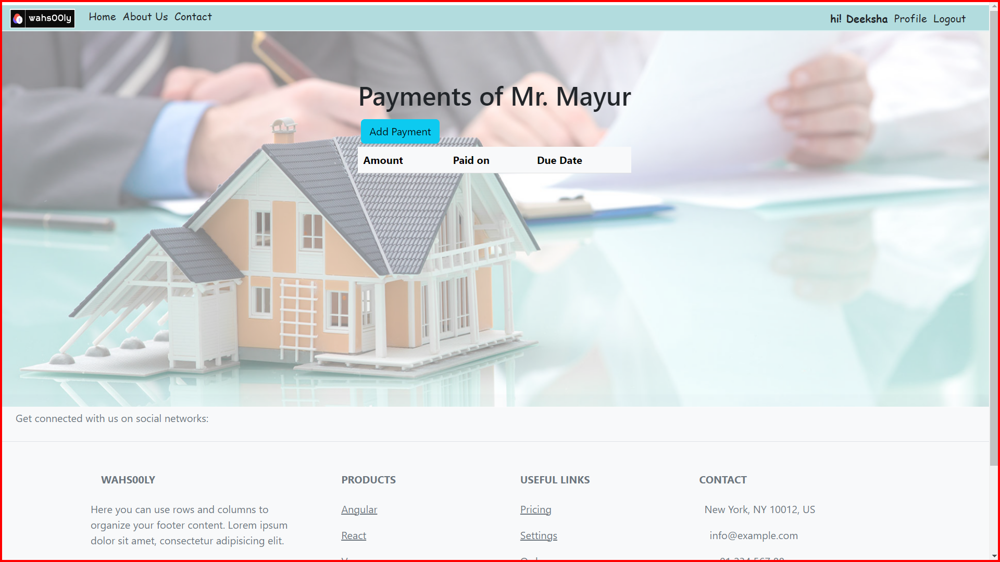 wahs00ly
Home About Us Contact
hi! Deeksha Profile Logout
Payments of Mr. Mayur
Add Payment
Amount Paid on Due Date
Get connected with us on social networks:
WAHS00LY
Here you can use rows and columns to
organize your footer content. Lorem ipsum
dolor sit amet, consectetur adipisicing elit.
PRODUCTS
Angular
React
USEFUL LINKS
Pricing
Settings
CONTACT
New York, NY 10012, US
info@example.com